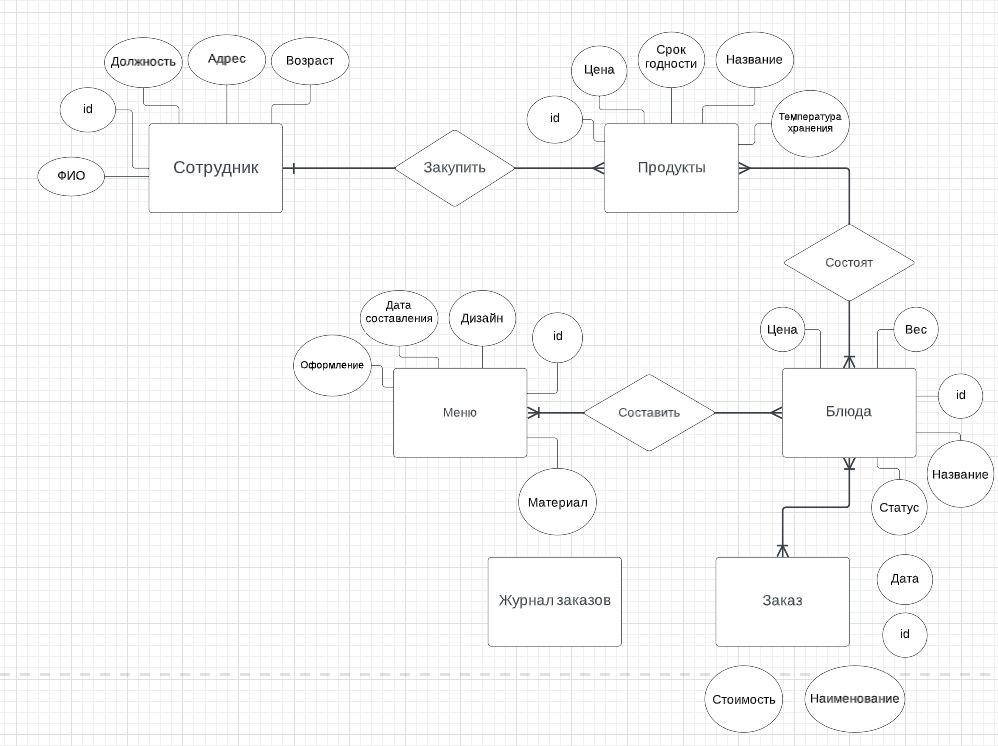 Должность
Адрес
Возраст
id
ФИО
Сотрудник
Закупить
Цена
Срок
годности
Название
id
Температура
хранения
Продукты
Состоят
Дата
составления
Дизайн
id
Оформление
Меню
Материал
Составить
Цена
Вес
Блюда
id
Название
Статус
Журнал заказов
Заказ
Дата
id
Стоимость
Наименование